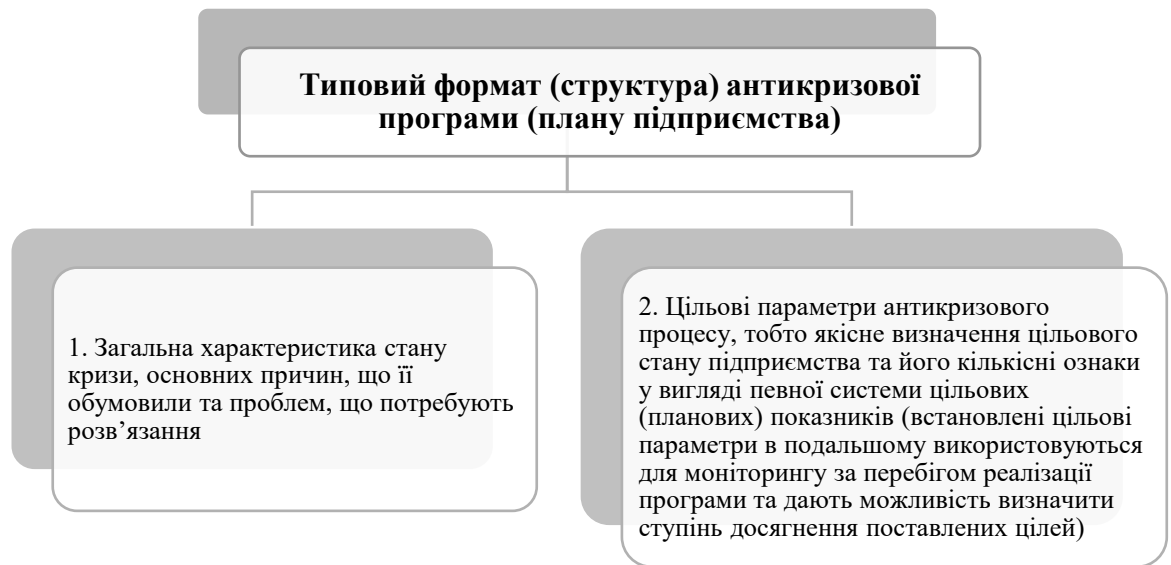 Типовий формат (структура) антикризової
програми (плану підприємства)
1. Загальна характеристика стану
кризи, основних причин, що її
обумовили та проблем, що потребують
розв’язання
2. Цільові параметри антикризового
процесу, тобто якісне визначення цільового
стану підприємства та його кількісні ознаки
у вигляді певної системи цільових
(планових) показників (встановлені цільові
параметри в подальшому використовуються
для моніторингу за перебігом реалізації
програми та дають можливість визначити
ступінь досягнення поставлених цілей)